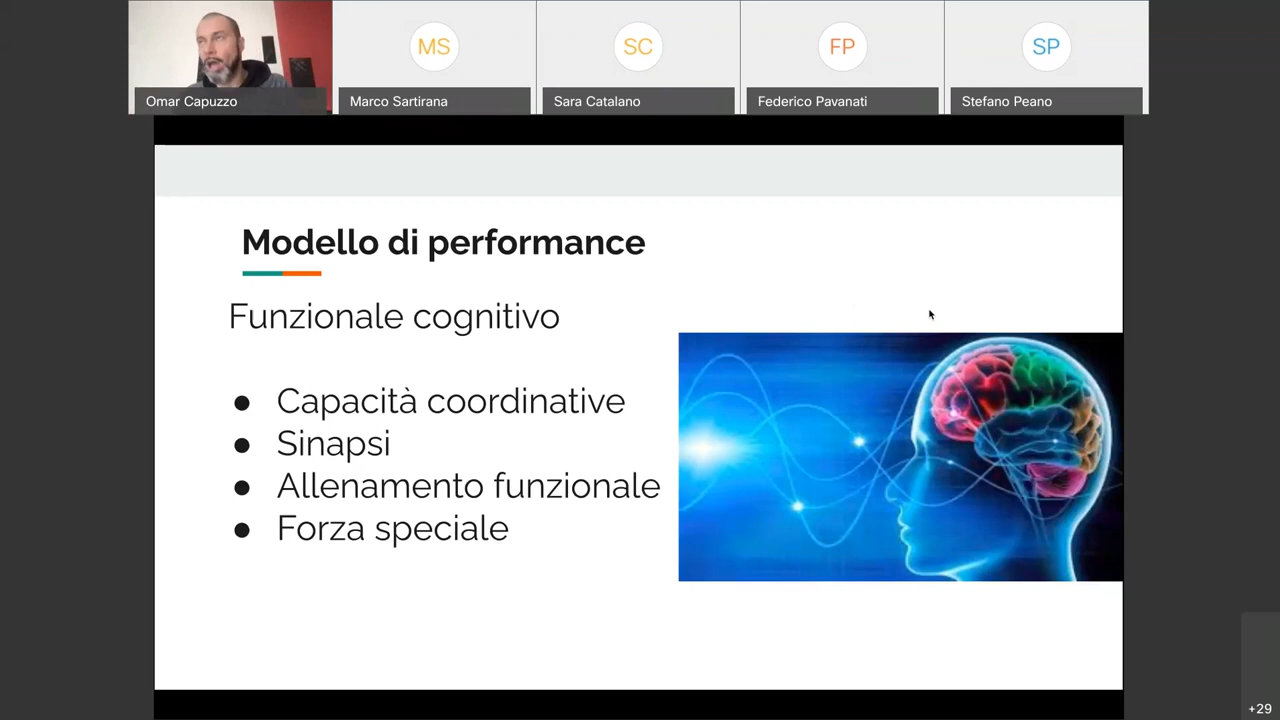 MS
SC
FP
SP
Omar Capuzzo
Marco Sartirana
Sara Catalano
Federico Pavanati
Stefano Peano
Modello di performance
Funzionale cognitivo
● Capacità coordinative
● Sinapsi
● Allenamento funzionale
● Forza speciale
+29